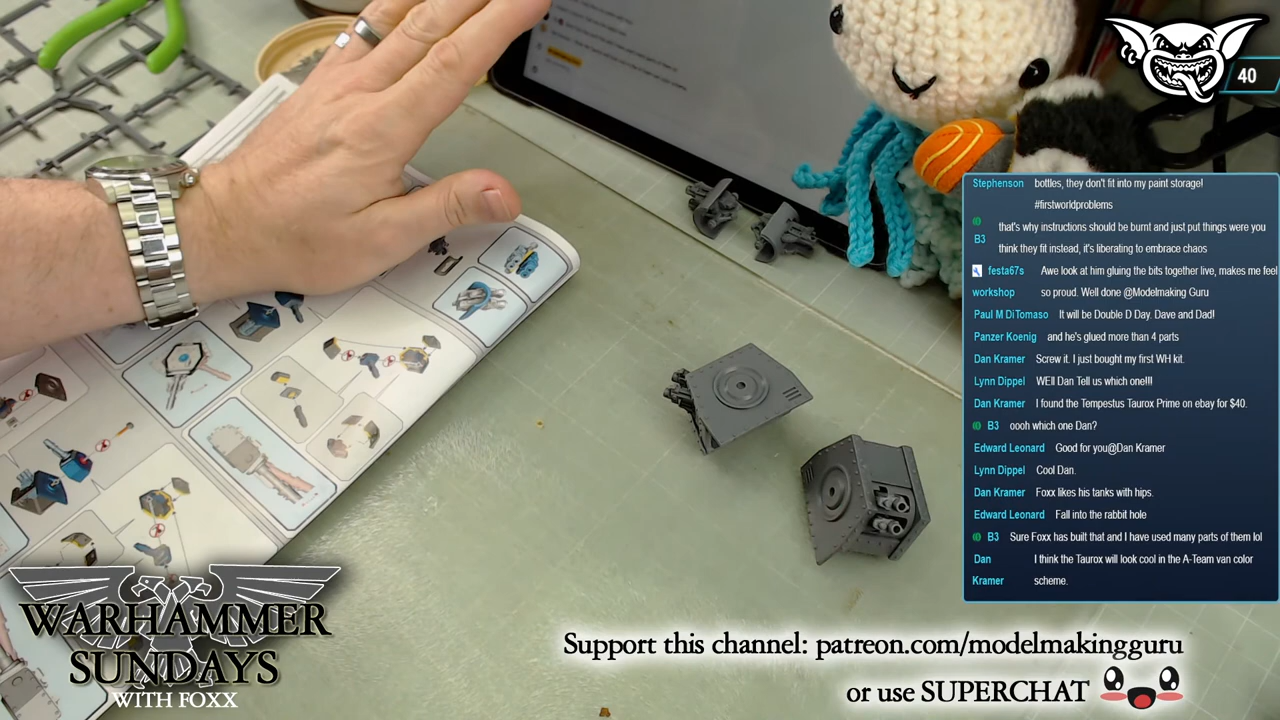 40
Stephenson bottles, they don't fit into my paint storage!
#firstworldproblems
that's why instructions should be burnt and just put things were you
B3 think they fit instead, it's liberating to embrace chaos
festa67s Awe look at him gluing the bits together live, makes me feel
workshop so proud. Well done @Modelmaking Guru
Paul M DiTomaso It will be Double D Day. Dave and Dad!
Panzer Koenig and he's glued more than 4 parts
Dan Kramer Screw it. I just bought my first WH kit.
Lynn Dippel WEll Dan Tell us which one!!!
Dan Kramer I found the Tempestus Taurox Prime on ebay for $40.
B3 oooh which one Dan?
Edward Leonard Good for you@Dan Kramer
Lynn Dippel Cool Dan.
Dan Kramer Foxx likes his tanks with hips.
Edward Leonard Fall into the rabbit hole
B3 Sure Foxx has built that and I have used many parts of them lol
Dan I think the Taurox will look cool in the A-Team van color
Kramer scheme.
WARHAMMER
SUNDAYS
WITH FOXX
Support this channel: patreon.com/modelmakingguru
or use SUPERCHAT